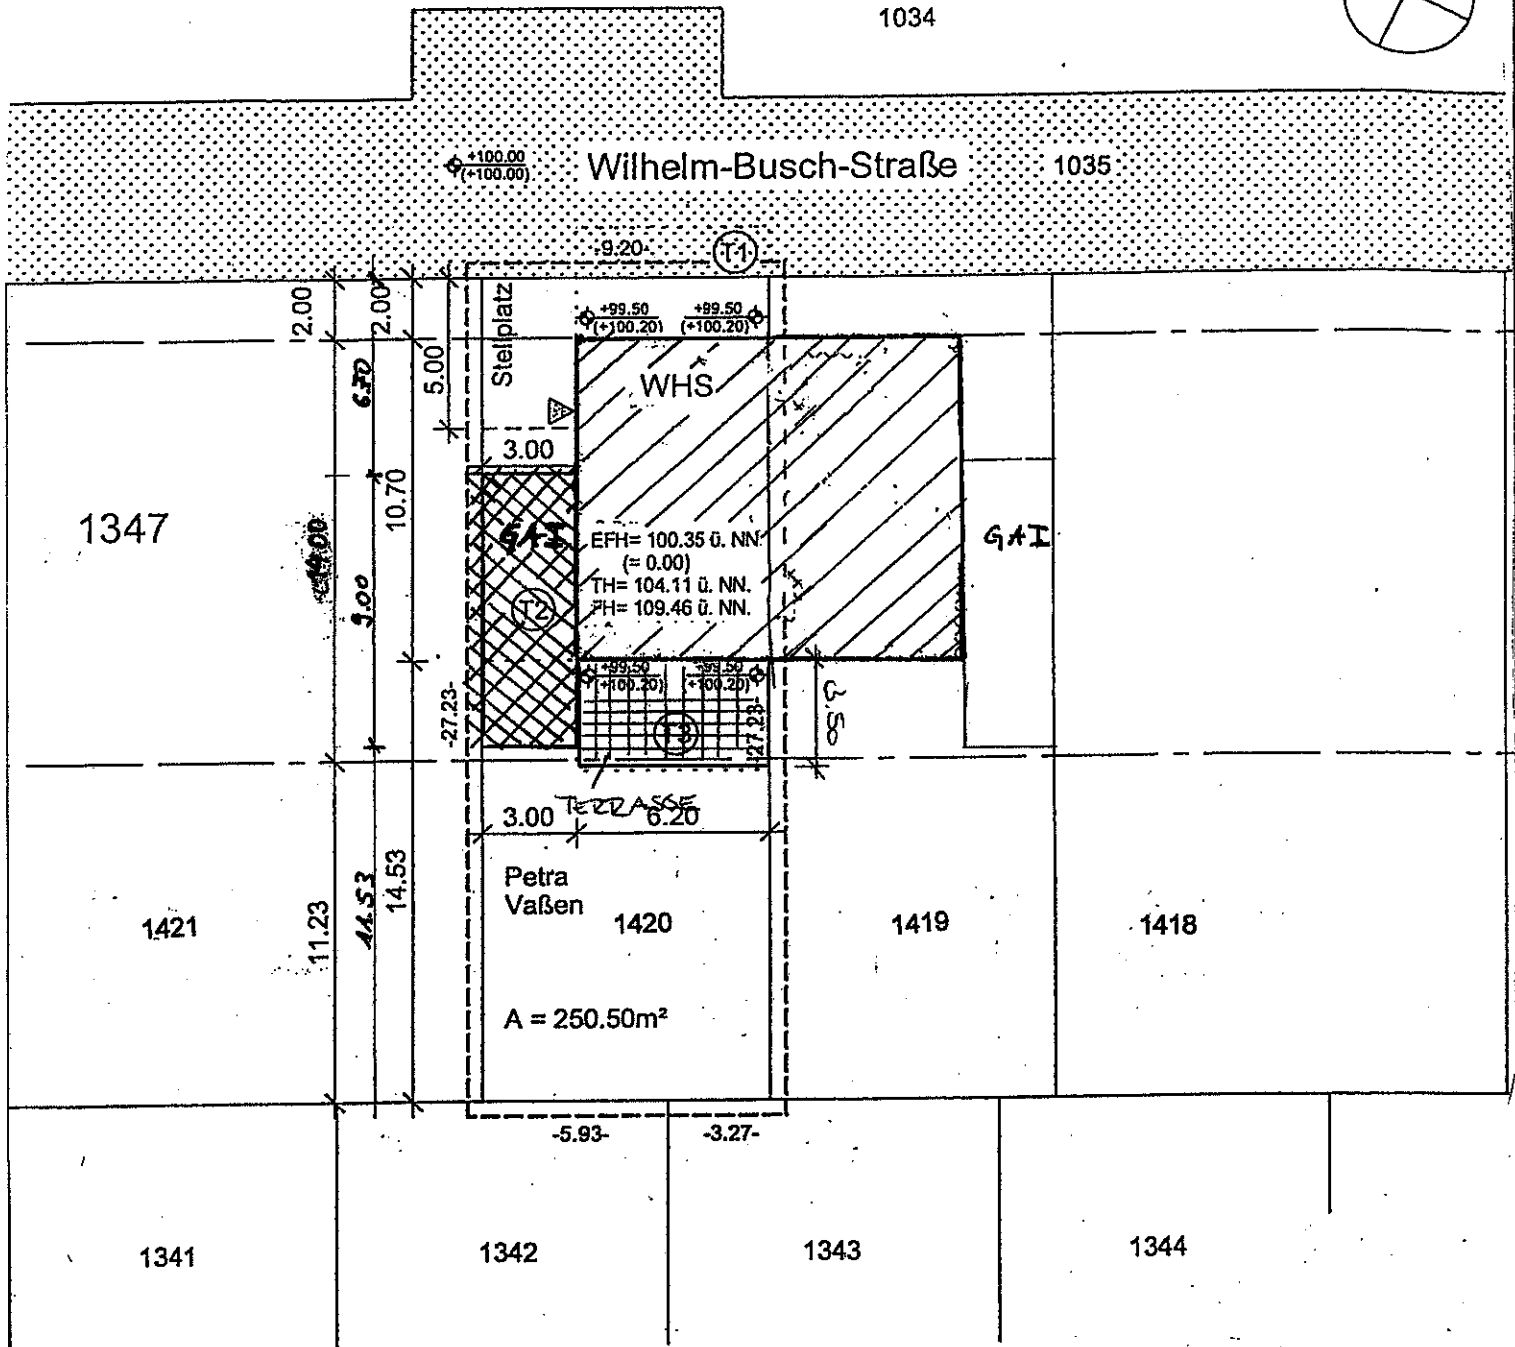 1034
+100.00
(+100.00)
Wilhelm-Busch-Straße
1035
-9.20-
T1
2.00
2.00
5.00
Stellplatz
+99.50
(+100.20)
+99.50
(+100.20)
WHS
6.70
3.00
10.70
1347
9.00
GAI
T2
EFH= 100.35 ü. NN
(= 0.00)
TH= 104.11 ü. NN.
FH= 109.46 ü. NN.
GAI
+99.50
(+100.20)
+99.50
(+100.20)
-27.23-
-27.23-
3.50
TERRASSE
3.00
6.20
11.23
11.53
14.53
Petra
Vaßen
1421
1420
1419
1418
A = 250.50m²
-5.93-
-3.27-
1341
1342
1343
1344